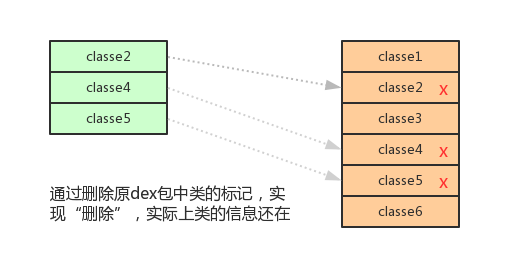 classe2
classe4
classe5
classe1
classe2 x
classe3
classe4 x
classe5 x
classe6
通过删除原dex包中类的标记，实
现“删除”，实际上类的信息还在